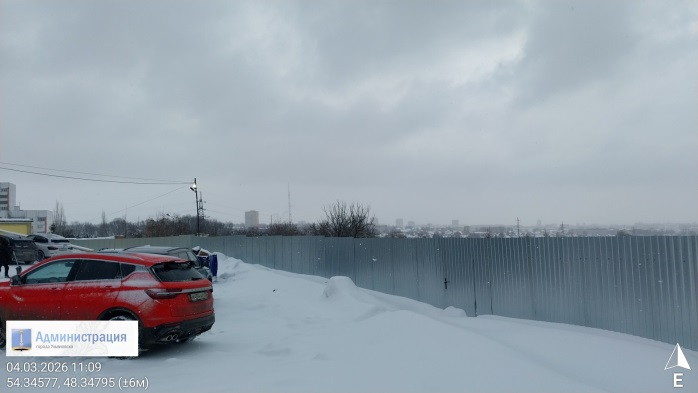 Администрация
города Ульяновска
04.03.2026 11:09
54.34577, 48.34795 (±6м)
E